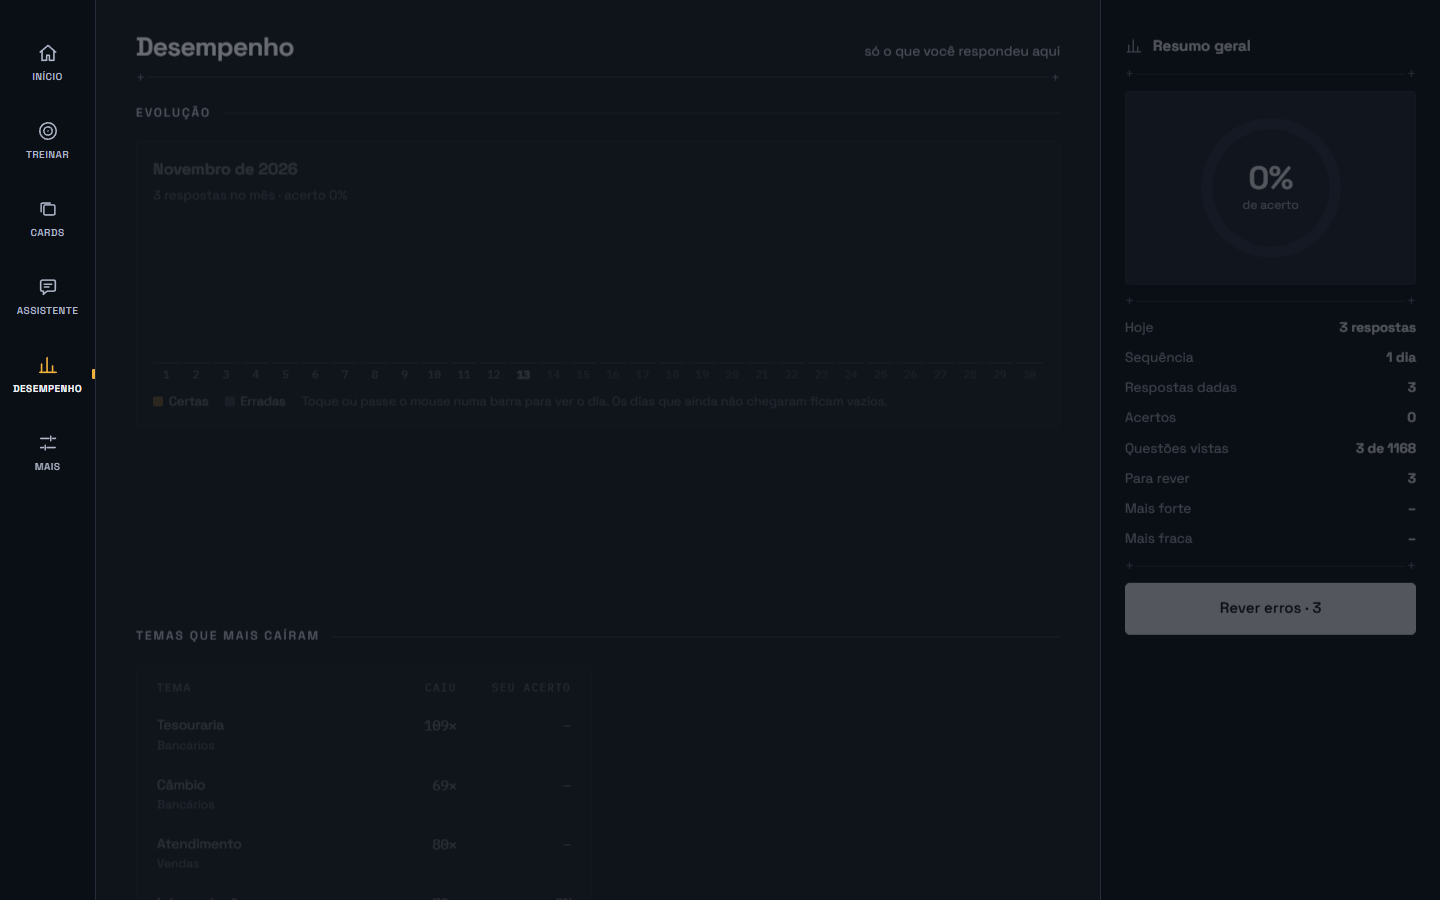 INÍCIO
TREINAR
CARDS
ASSISTENTE
DESEMPENHO
MAIS
Desempenho
só o que você respondeu aqui
EVOLUÇÃO
Novembro de 2026
3 respostas no mês · acerto 0%
1 2 3 4 5 6 7 8 9 10 11 12 13 14 15 16 17 18 19 20 21 22 23 24 25 26 27 28 29 30
Certas Erradas Toque ou passe o mouse numa barra para ver o dia. Os dias que ainda não chegaram ficam vazios.
TEMAS QUE MAIS CAÍRAM
TEMA CAIU SEU ACERTO
Tesouraria 109× –
Bancários
Câmbio 69× –
Bancários
Atendimento 80× –
Vendas
Resumo geral
0%
de acerto
Hoje 3 respostas
Sequência 1 dia
Respostas dadas 3
Acertos 0
Questões vistas 3 de 1168
Para rever 3
Mais forte –
Mais fraca –
Rever erros · 3